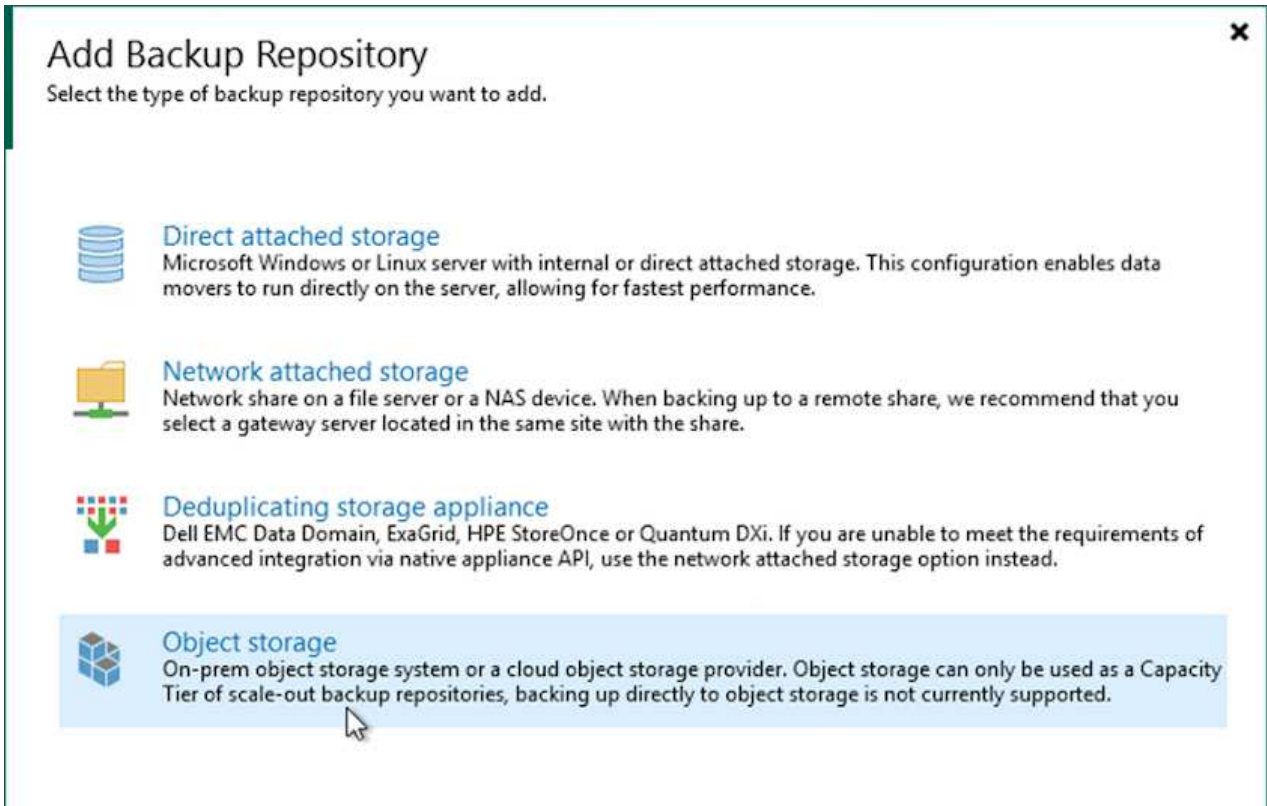 Add Backup Repository
Select the type of backup repository you want to add.
Direct attached storage
Microsoft Windows or Linux server with internal or direct attached storage. This configuration enables data
movers to run directly on the server, allowing for fastest performance.
Network attached storage
Network share on a file server or a NAS device. When backing up to a remote share, we recommend that you
select a gateway server located in the same site with the share.
Deduplicating storage appliance
Dell EMC Data Domain, ExaGrid, HPE StoreOnce or Quantum DXi. If you are unable to meet the requirements of
advanced integration via native appliance API, use the network attached storage option instead.
Object storage
On-prem object storage system or a cloud object storage provider. Object storage can only be used as a Capacity
Tier of scale-out backup repositories, backing up directly to object storage is not currently supported.